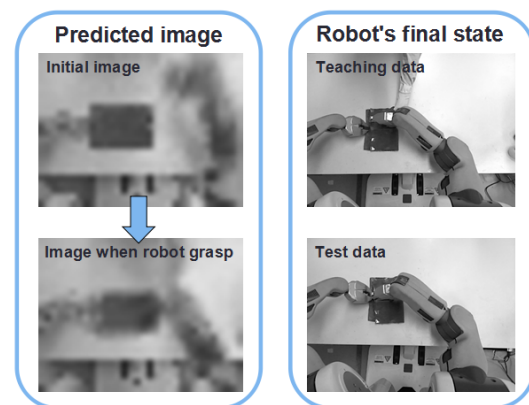 Predicted image
Initial image
Image when robot grasp
Robot's final state
Teaching data
Test data